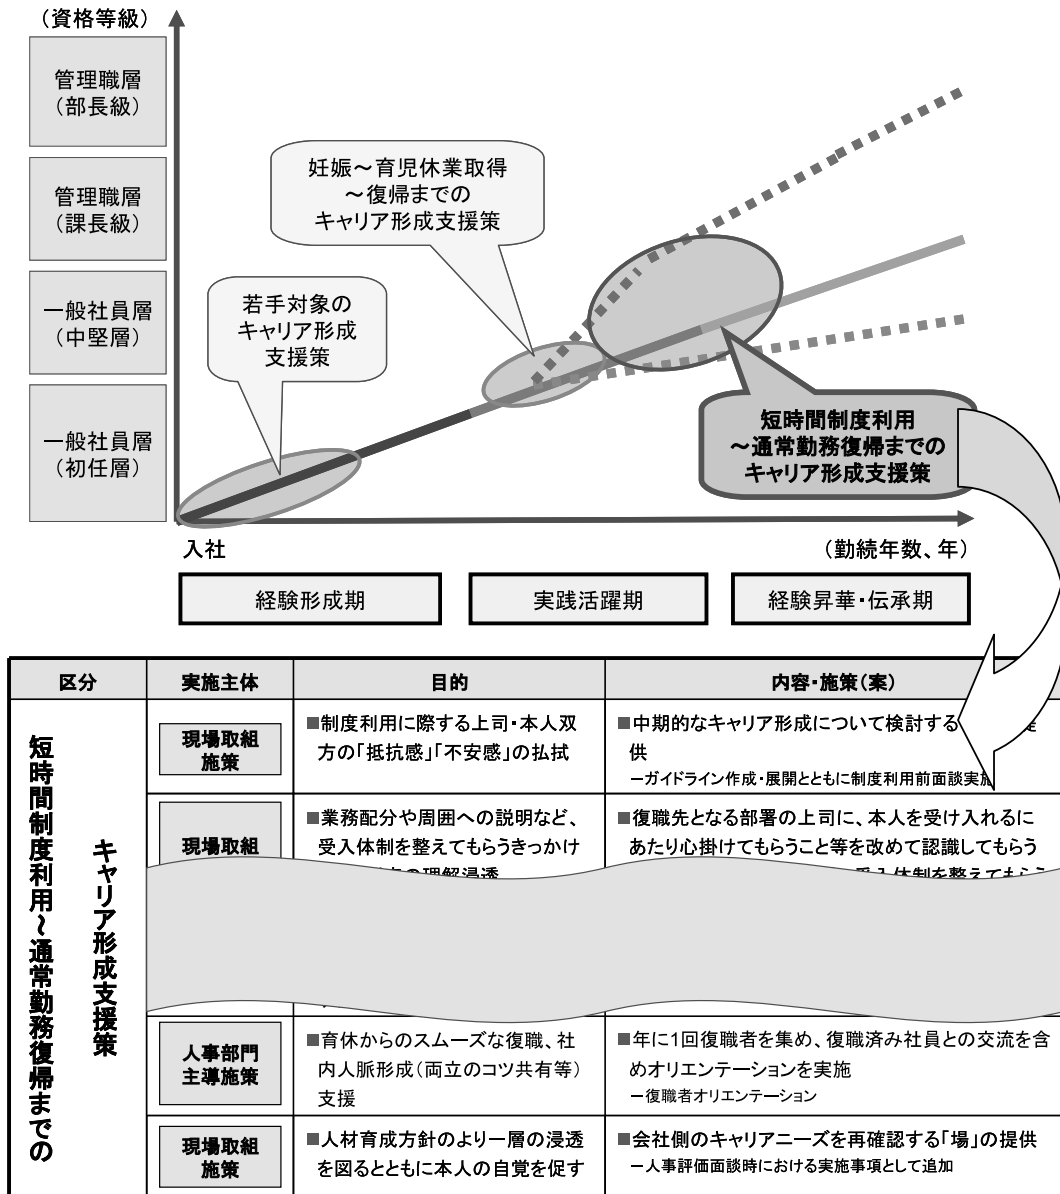 (資格等級)
管理職層
(部長級)
管理職層
(課長級)
一般社員層
(中堅層)
一般社員層
(初任層)
妊娠～育児休業取得
～復帰までの
キャリア形成支援策
若手対象の
キャリア形成
支援策
短時間制度利用
～通常勤務復帰までの
キャリア形成支援策
入社
(勤続年数、年)
経験形成期
実践活躍期
経験昇華・伝承期
区分
実施主体
目的
内容・施策(案)
短時間制度利用～通常勤務復帰までの
キャリア形成支援策
現場取組
施策
■制度利用に際する上司・本人双
方の「抵抗感」「不安感」の払拭
■中期的なキャリア形成について検討する
供
－ガイドライン作成・展開とともに制度利用前面談実施
現場取組
■業務配分や周囲への説明など、
受入体制を整えてもらうきっかけ
の理解浸透
■復職先となる部署の上司に、本人を受け入れるに
あたり心掛けてもらうこと等を改めて認識してもらう
受入体制を整えてもらう
人事部門
主導施策
■育休からのスムーズな復職、社
内人脈形成(両立のコツ共有等)
支援
■年に1回復職者を集め、復職済み社員との交流を含
めオリエンテーションを実施
－復職者オリエンテーション
現場取組
施策
■人材育成方針のより一層の浸透
を図るとともに本人の自覚を促す
■会社側のキャリアニーズを再確認する「場」の提供
－人事評価面談時における実施事項として追加